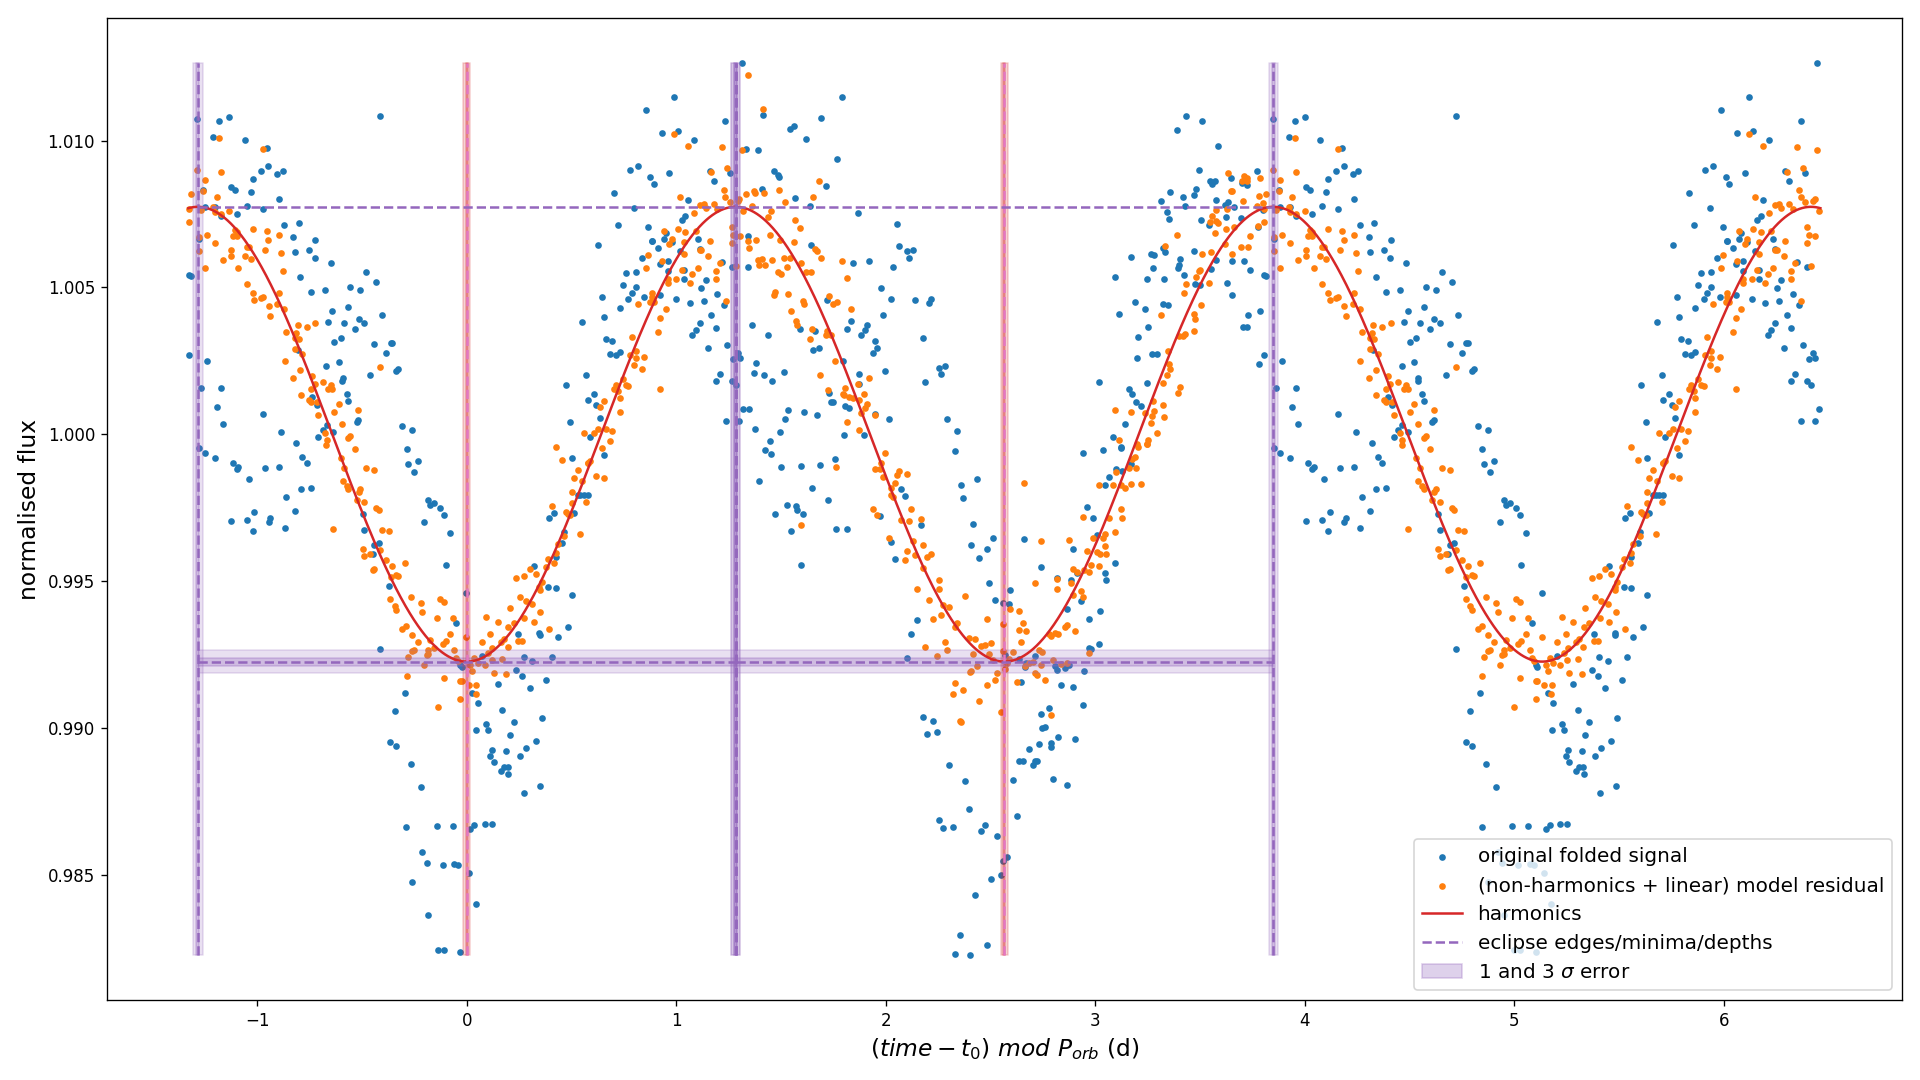 1.010
1.005
1.000
0.995
0.990
0.985
normalised flux
−1
0
1
2
3
4
5
6
(time − t₀) mod Pₒᵣb (d)
original folded signal
(non-harmonics + linear) model residual
harmonics
eclipse edges/minima/depths
1 and 3 σ error